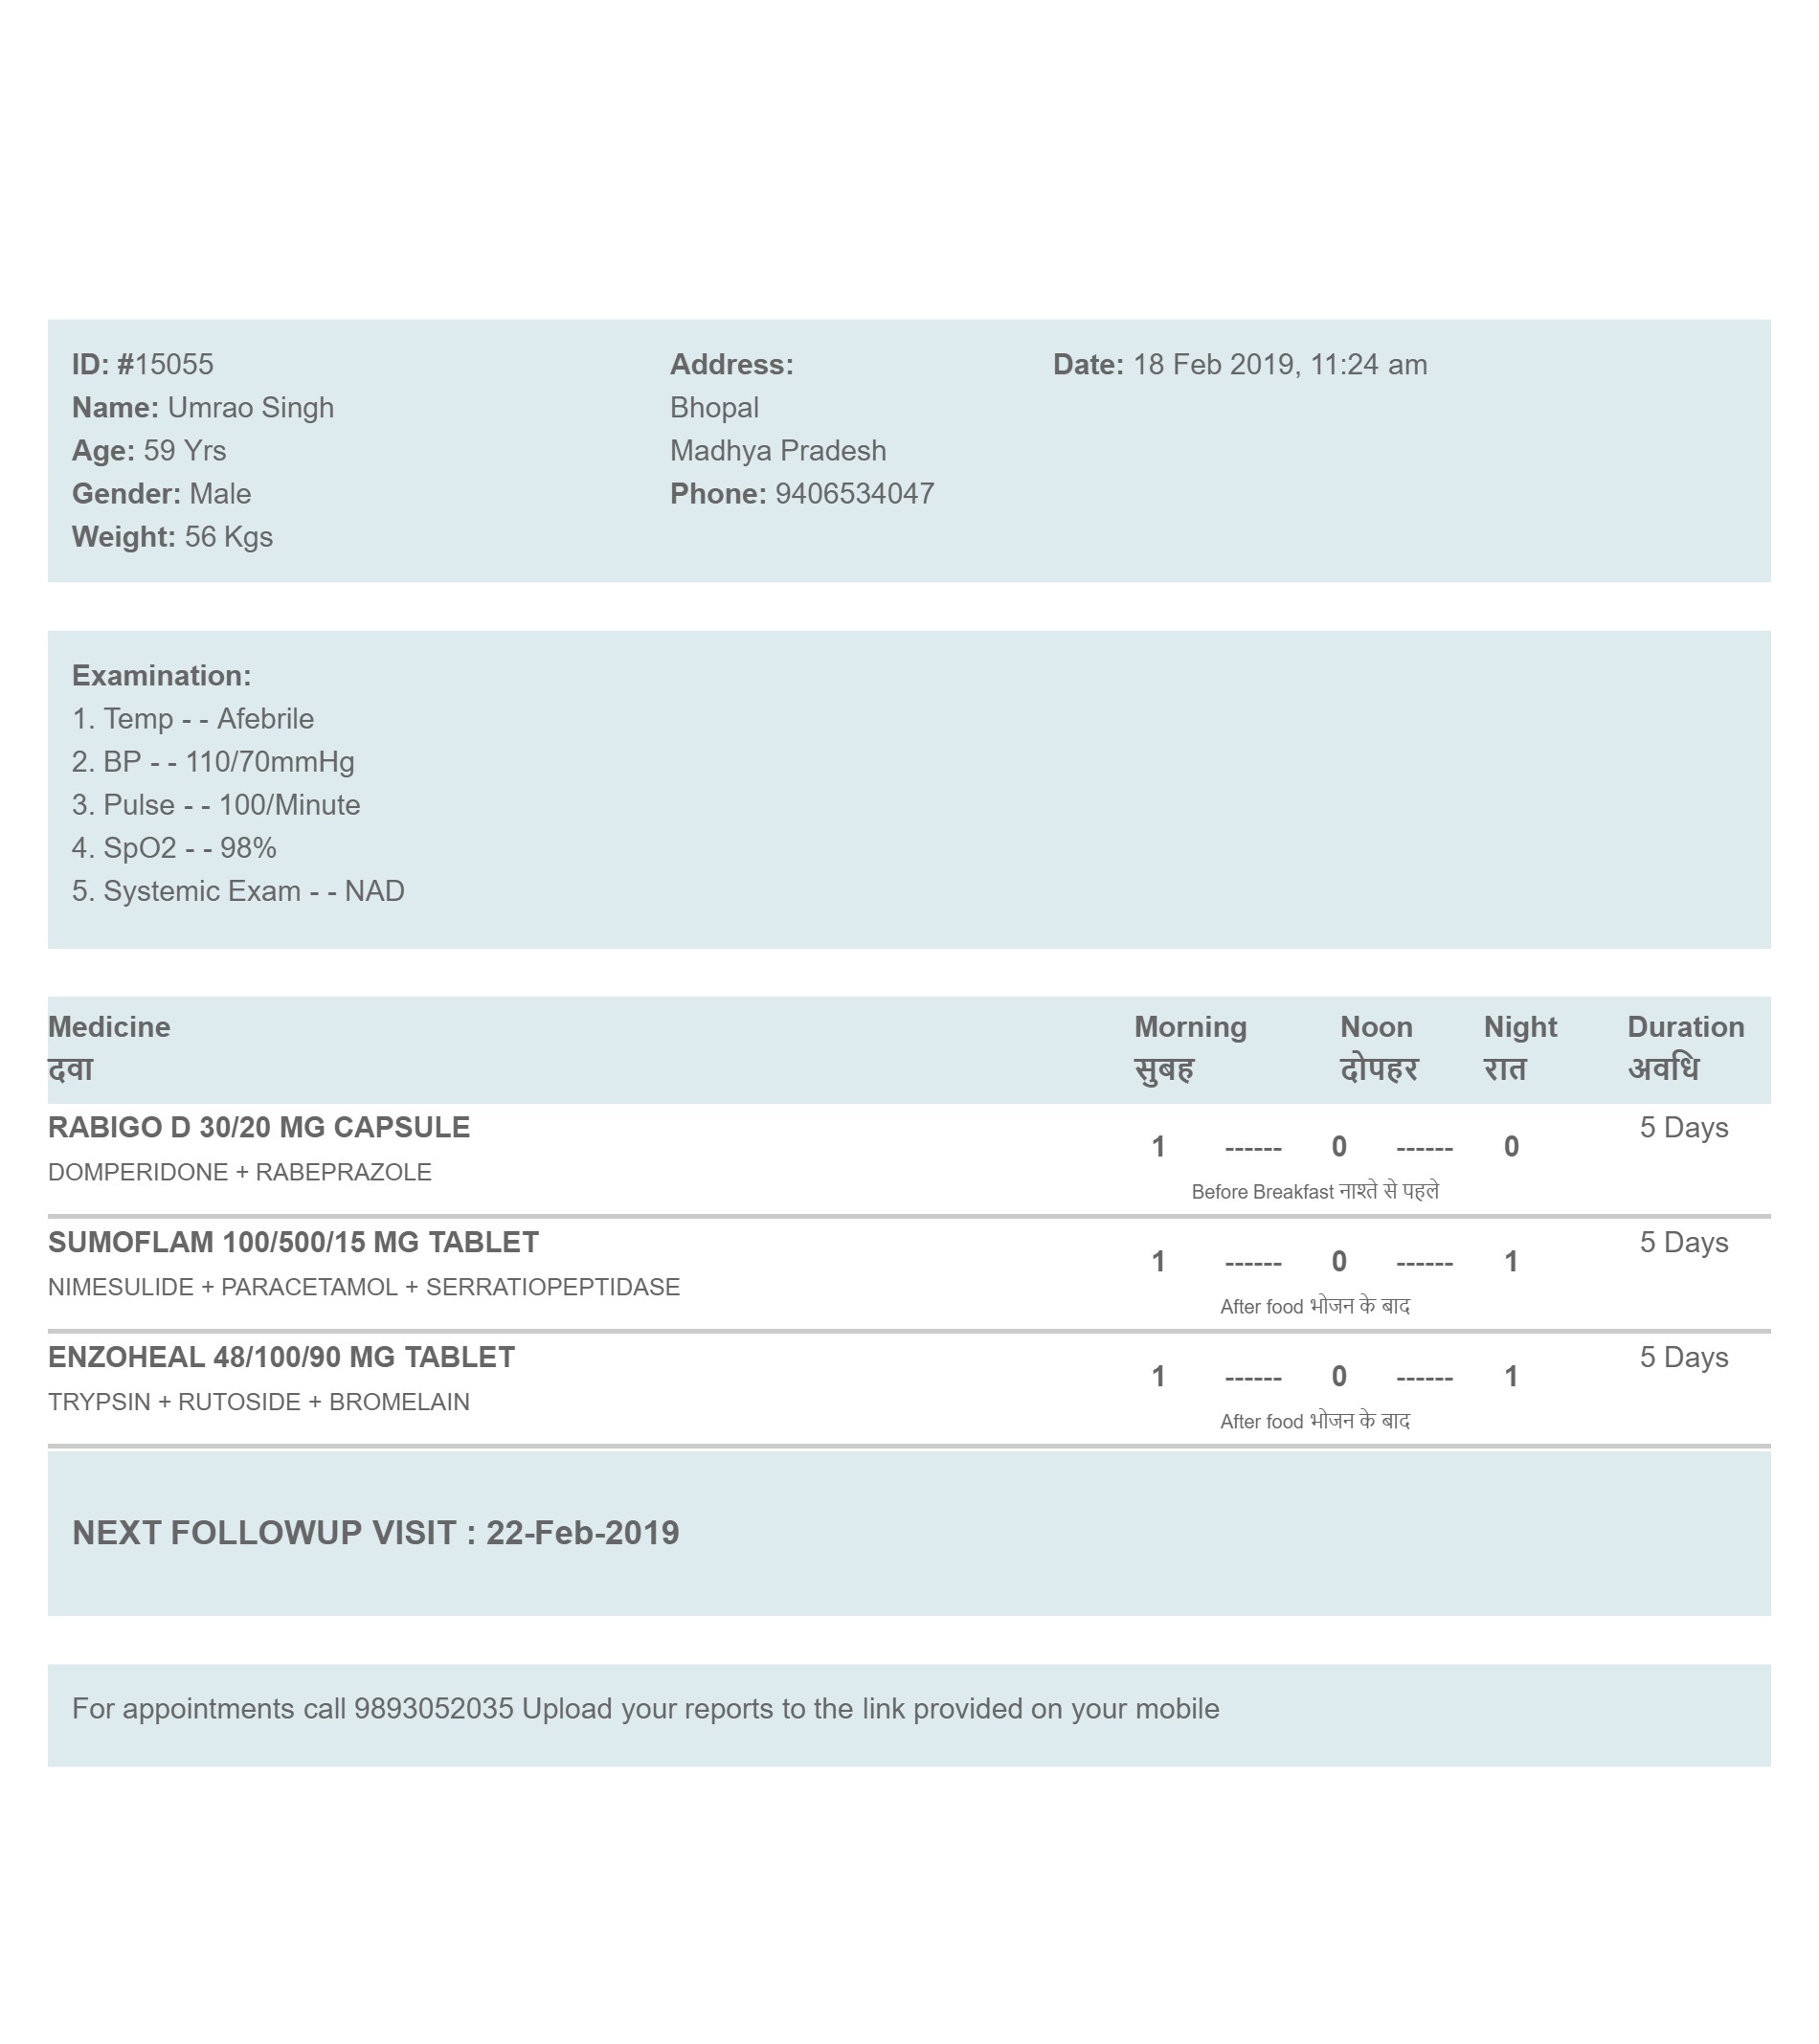 ID: #15055
Name: Umrao Singh
Age: 59 Yrs
Gender: Male
Weight: 56 Kgs
Address:
Bhopal
Madhya Pradesh
Phone: 9406534047
Date: 18 Feb 2019, 11:24 am
Examination:
1. Temp - - Afebrile
2. BP - - 110/70mmHg
3. Pulse - - 100/Minute
4. SpO2 - - 98%
5. Systemic Exam - - NAD
Medicine Morning Noon Night Duration
दवा सुबह दोपहर रात अवधि
RABIGO D 30/20 MG CAPSULE 5 Days
1 ------ 0 ------ 0
DOMPERIDONE + RABEPRAZOLE
Before Breakfast नाश्ते से पहले
SUMOFLAM 100/500/15 MG TABLET 5 Days
1 ------ 0 ------ 1
NIMESULIDE + PARACETAMOL + SERRATIOPEPTIDASE
After food भोजन के बाद
ENZOHEAL 48/100/90 MG TABLET 5 Days
1 ------ 0 ------ 1
TRYPSIN + RUTOSIDE + BROMELAIN
After food भोजन के बाद
NEXT FOLLOWUP VISIT : 22-Feb-2019
For appointments call 9893052035 Upload your reports to the link provided on your mobile